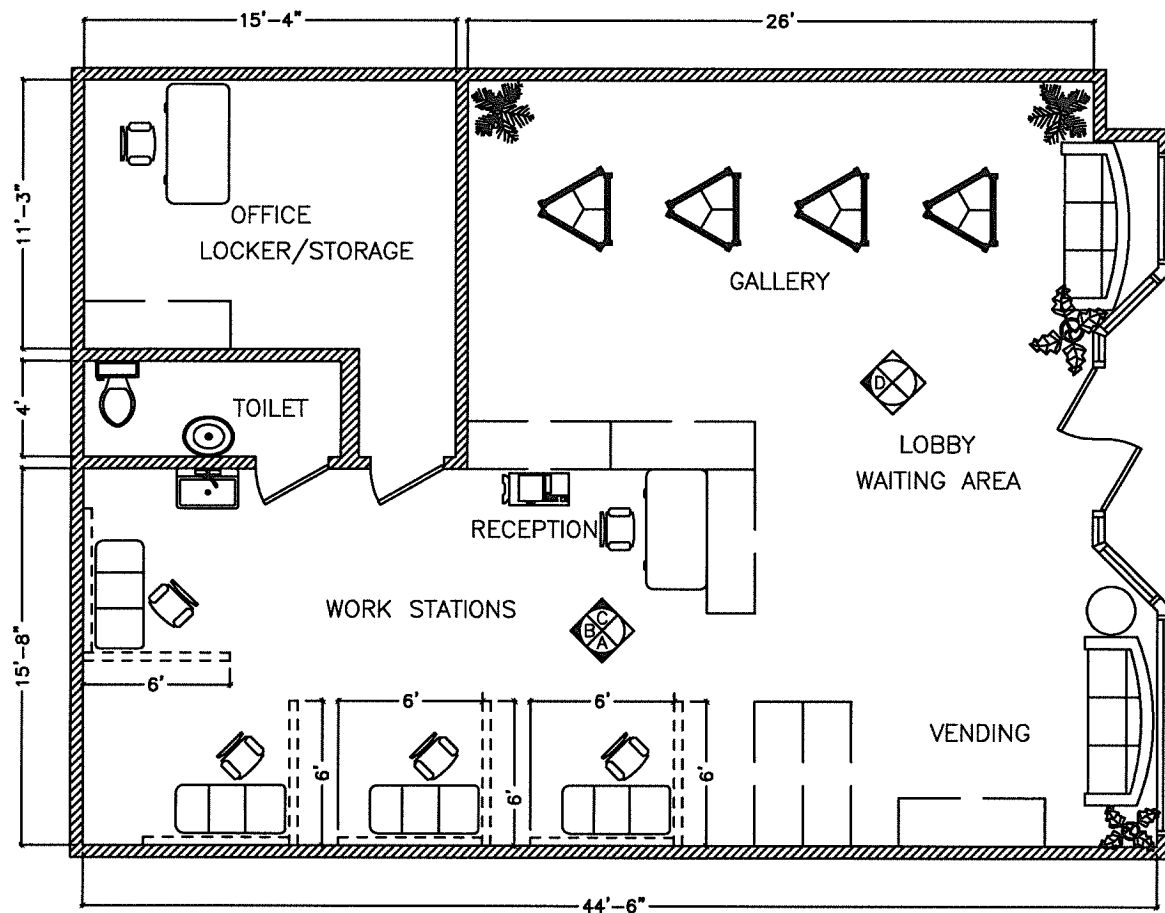 15'-4"
26'
11'-3"
OFFICE
LOCKER/STORAGE
GALLERY
4'
TOILET
D
LOBBY
WAITING AREA
RECEPTION
15'-8"
WORK STATIONS
C
B
A
6'
6'
6'
6'
6'
6'
VENDING
44'-6"